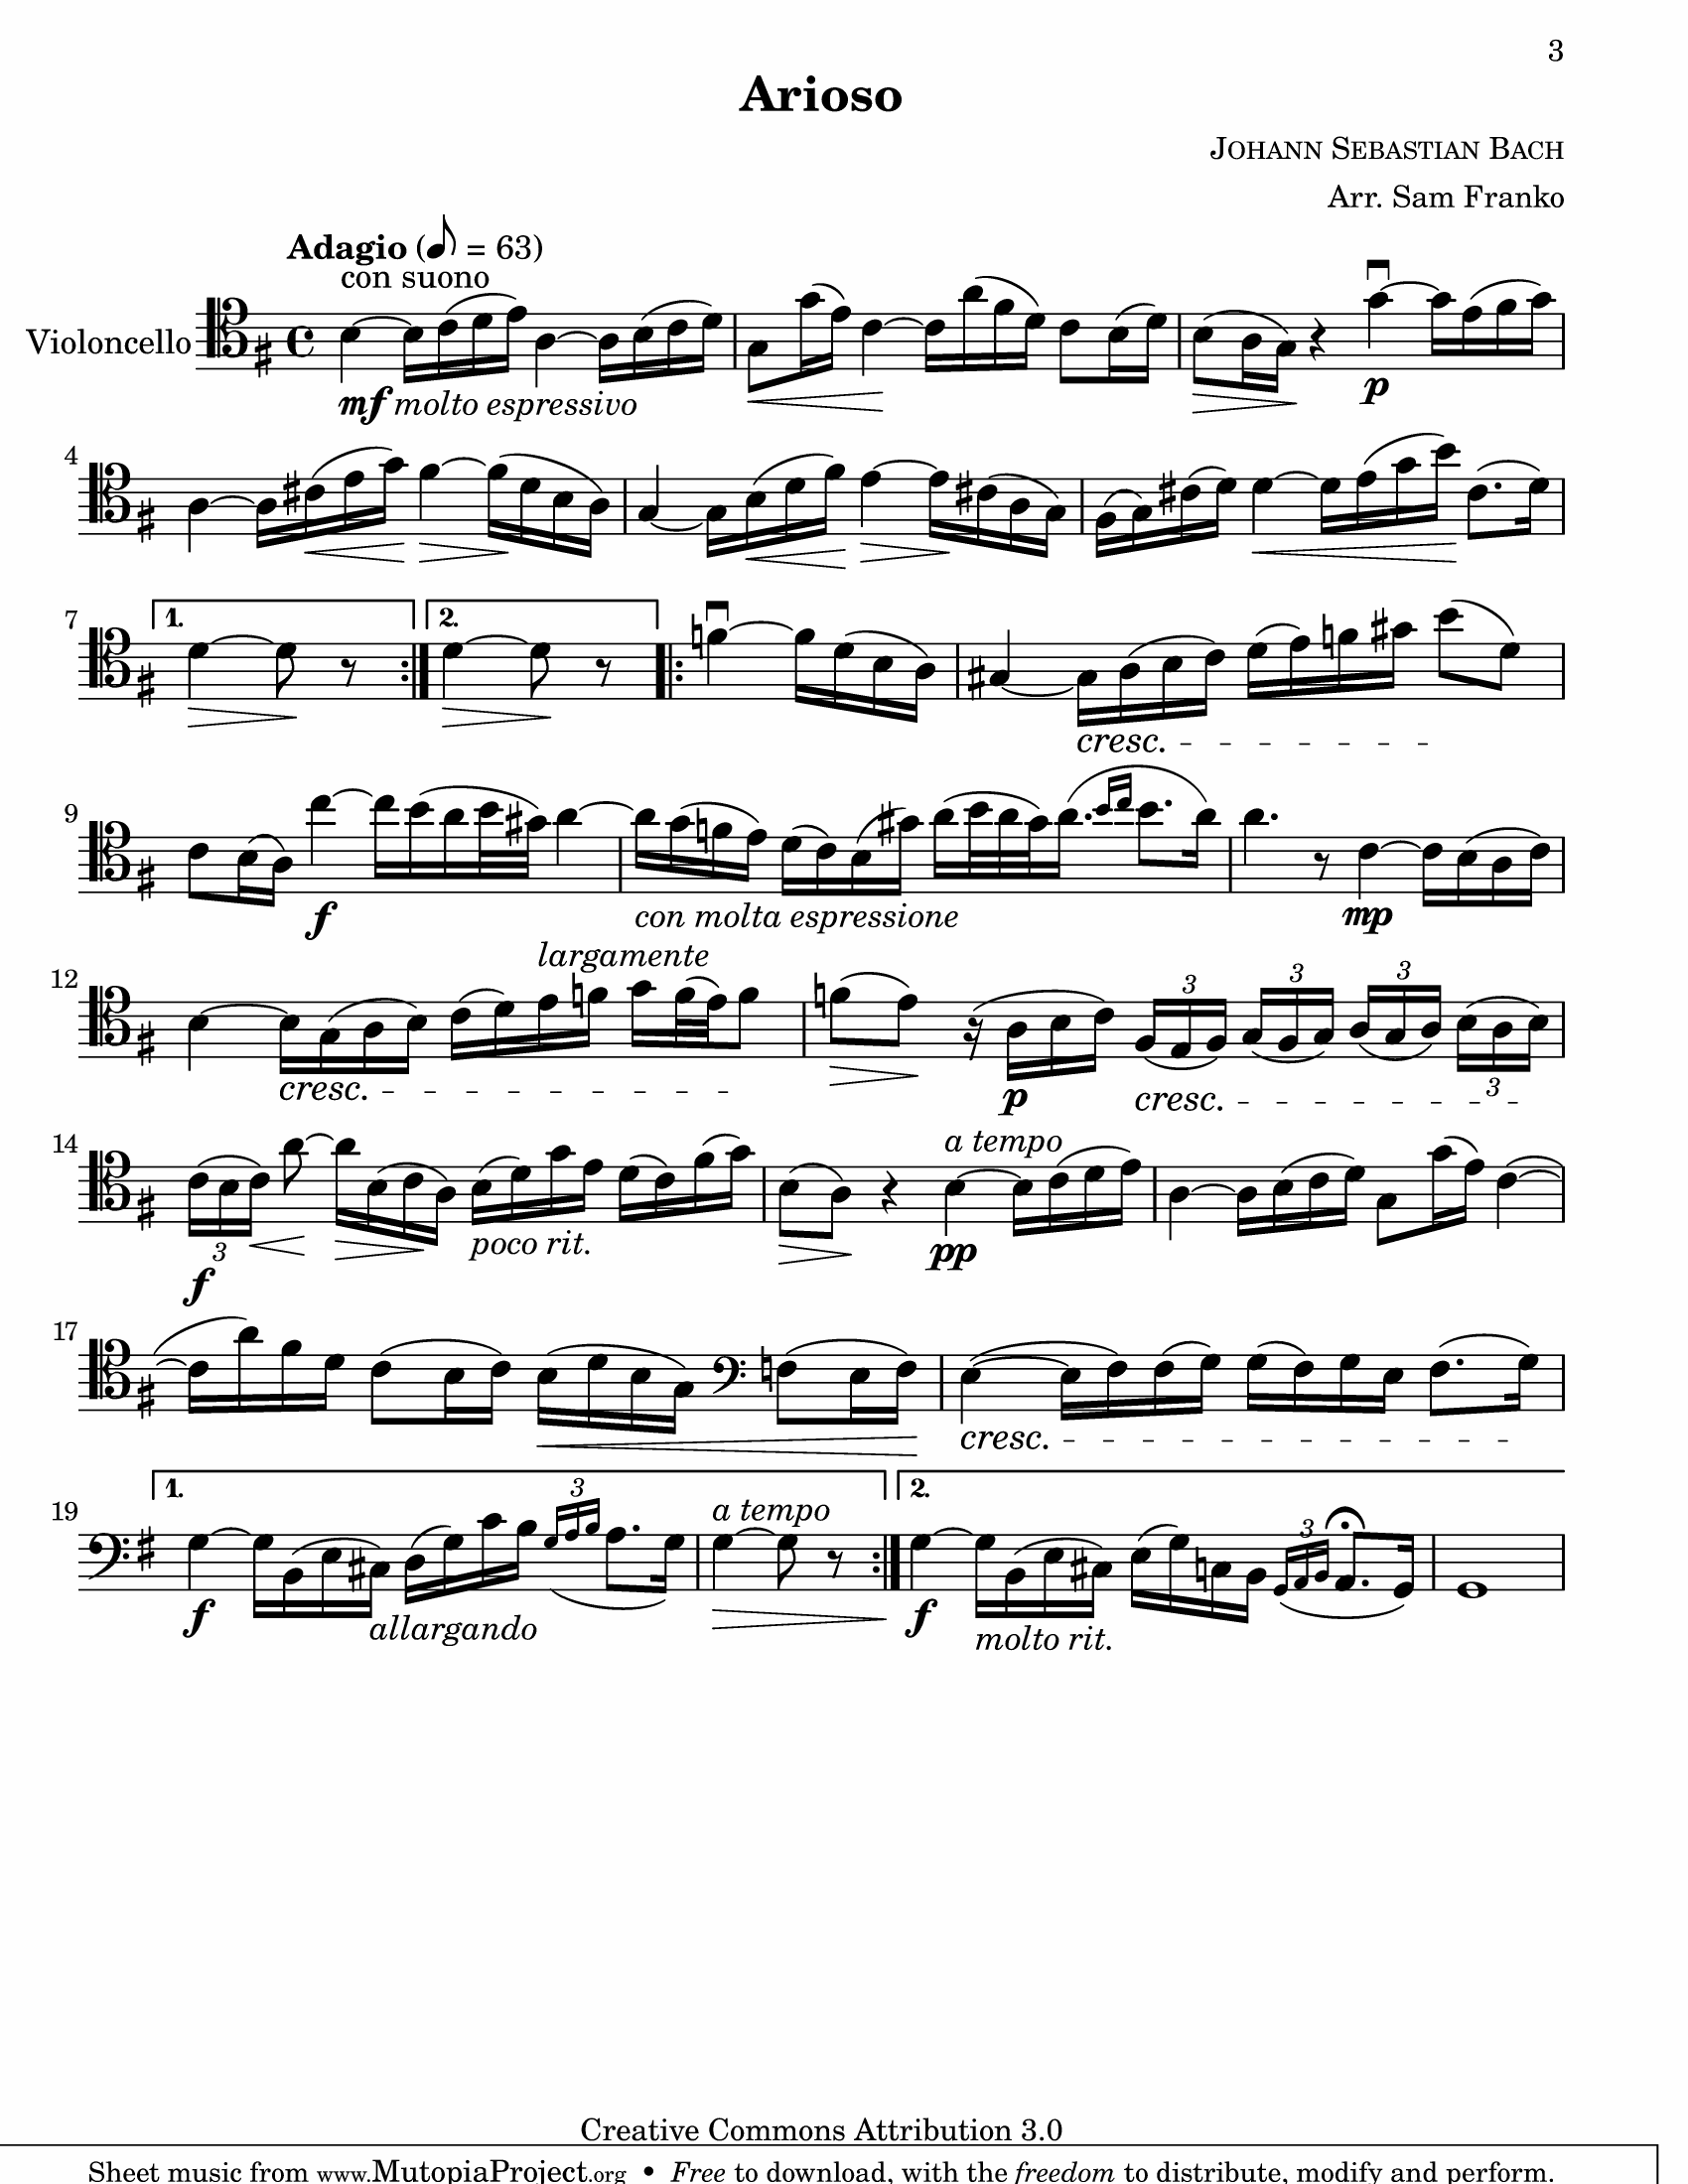 3
Arioso
Johann Sebastian Bach
Arr. Sam Franko
Adagio (♪ = 63)
con suono
Violoncello
mf molto espressivo
p
4
7
1.
2.
cresc.
9
f
con molta espressione
mp
12
cresc.
largamente
p
cresc.
3
3
3
3
14
3
f
poco rit.
a tempo
pp
17
cresc.
19
1.
f
allargando
3
a tempo
2.
f
molto rit.
3
Creative Commons Attribution 3.0
Sheet music from www.MutopiaProject.org • Free to download, with the freedom to distribute, modify and perform.